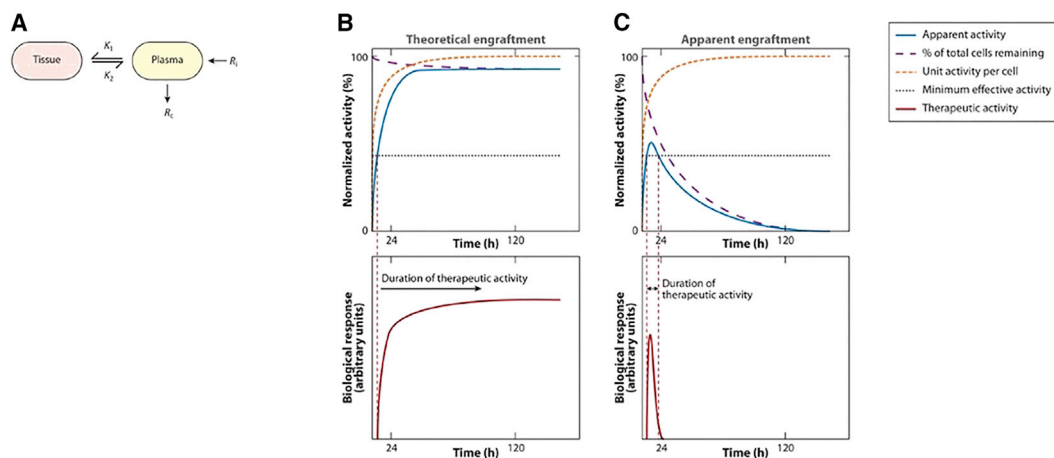 A
Tissue
K1
K2
Plasma
Ri
Rc
B
Theoretical engraftment
Normalized activity (%)
100
0
24
120
Time (h)
Duration of therapeutic activity
Biological response
(arbitrary units)
24
120
Time (h)
C
Apparent engraftment
Normalized activity (%)
100
0
24
120
Time (h)
Duration of
therapeutic activity
Biological response
(arbitrary units)
24
120
Time (h)
Apparent activity
% of total cells remaining
Unit activity per cell
Minimum effective activity
Therapeutic activity